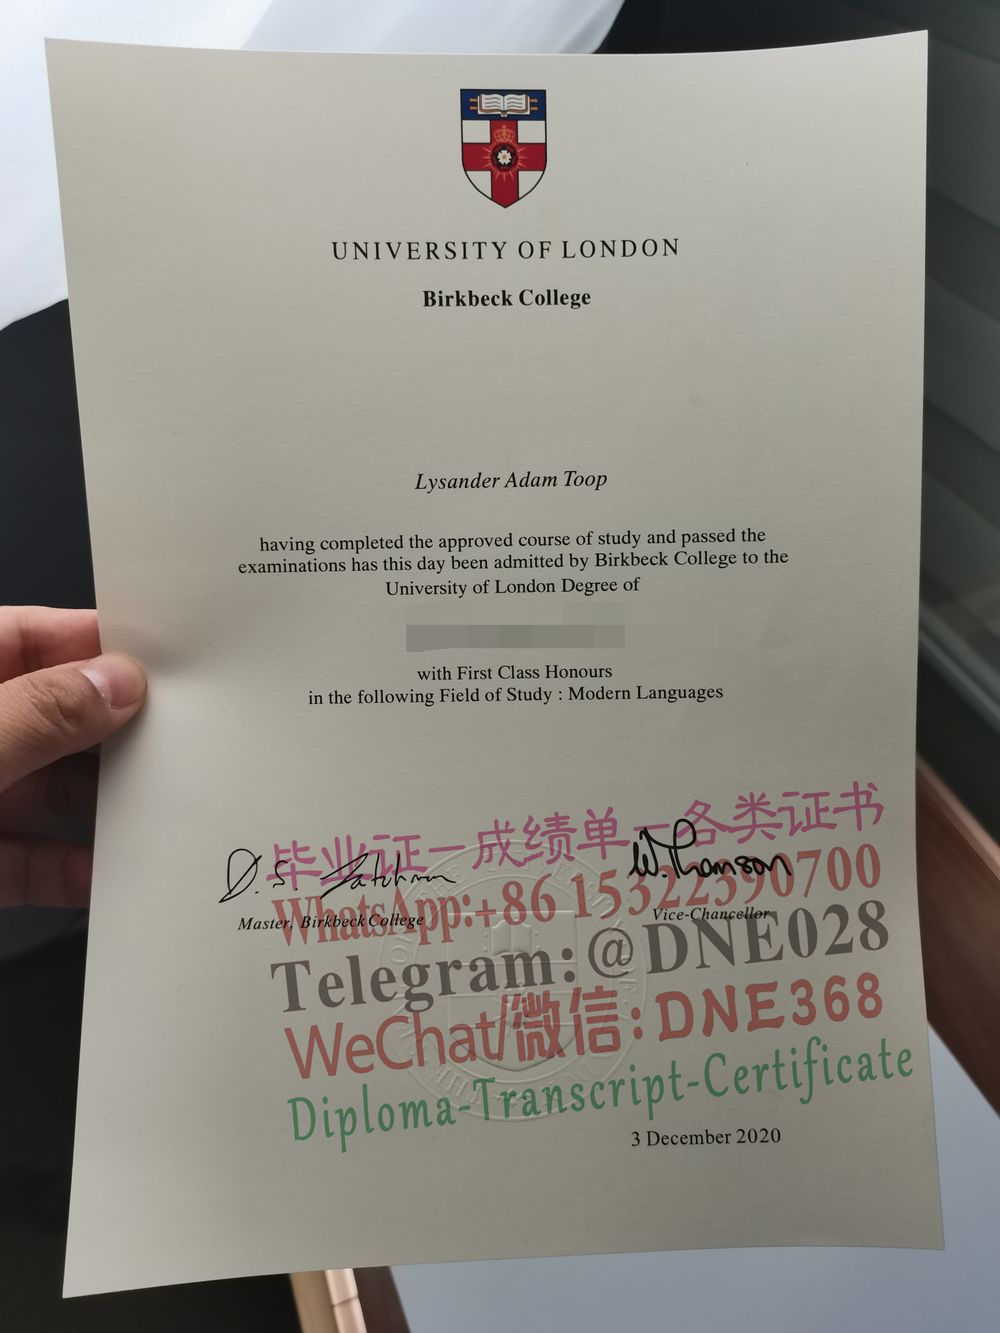 UNIVERSITY OF LONDON
Birkbeck College
Lysander Adam Toop
having completed the approved course of study and passed the
examinations has this day been admitted by Birkbeck College to the
University of London Degree of
with First Class Honours
in the following Field of Study : Modern Languages
毕业证—成绩单—各类证书
W. Thomson
Master, Birkbeck College
Vice-Chancellor
WhatsApp:+86 15322390700
Telegram:@DNE028
WeChat/微信:DNE368
Diploma-Transcript-Certificate
3 December 2020